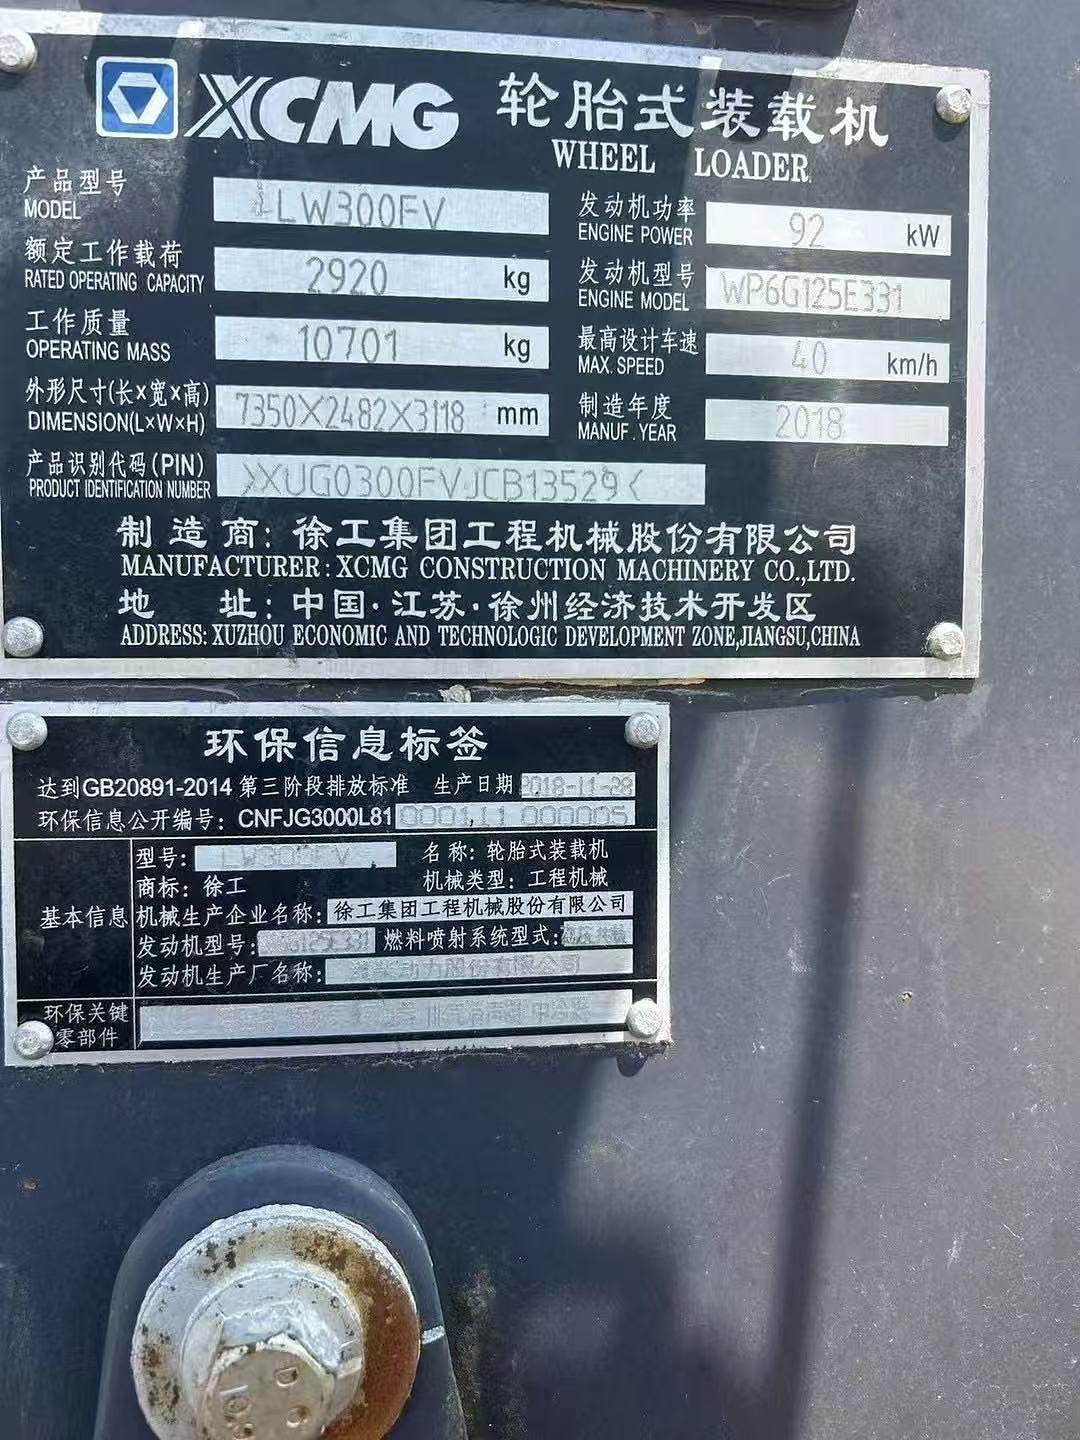 XCMG 轮胎式装载机
WHEEL LOADER
产品型号 LW300FV
MODEL
额定工作载荷 2920 kg
RATED OPERATING CAPACITY
工作质量 10701 kg
OPERATING MASS
外形尺寸(长×宽×高) 7350X2482X3118 mm
DIMENSION(L×W×H)
发动机功率 92 kW
ENGINE POWER
发动机型号 WP6G125E331
ENGINE MODEL
最高设计车速 40 km/h
MAX. SPEED
制造年度 2018
MANUF. YEAR
产品识别代码(PIN) >XUG0300FVJCB13529<
PRODUCT IDENTIFICATION NUMBER
制造商: 徐工集团工程机械股份有限公司
MANUFACTURER: XCMG CONSTRUCTION MACHINERY CO.,LTD.
地 址: 中国·江苏·徐州经济技术开发区
ADDRESS: XUZHOU ECONOMIC AND TECHNOLOGIC DEVELOPMENT ZONE,JIANGSU,CHINA
环保信息标签
达到GB20891-2014 第三阶段排放标准 生产日期 2018-11-28
环保信息公开编号: CNFJG3000L81
基本信息
型号: LW300FV 名称: 轮胎式装载机
商标: 徐工 机械类型: 工程机械
机械生产企业名称: 徐工集团工程机械股份有限公司
发动机型号: 燃料喷射系统型式:
发动机生产厂名称:
环保关键
零部件